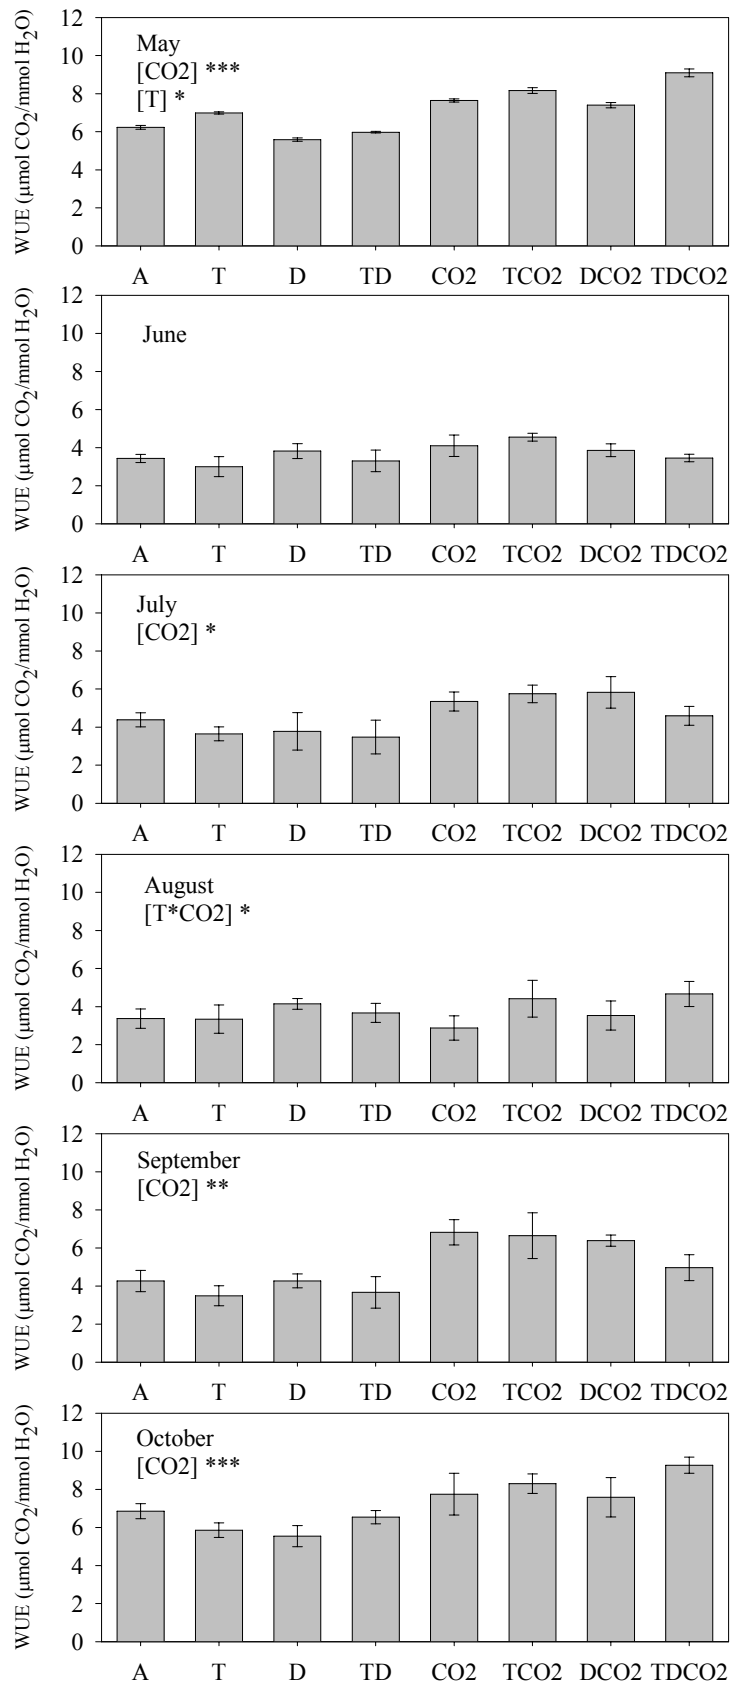 WUE (µmol CO2/mmol H2O)
12
10
8
6
4
2
0
May
[CO2] ***
[T] *
A T D TD CO2 TCO2 DCO2 TDCO2
WUE (µmol CO2/mmol H2O)
12
10
8
6
4
2
0
June
A T D TD CO2 TCO2 DCO2 TDCO2
WUE (µmol CO2/mmol H2O)
12
10
8
6
4
2
0
July
[CO2] *
A T D TD CO2 TCO2 DCO2 TDCO2
WUE (µmol CO2/mmol H2O)
12
10
8
6
4
2
0
August
[T*CO2] *
A T D TD CO2 TCO2 DCO2 TDCO2
WUE (µmol CO2/mmol H2O)
12
10
8
6
4
2
0
September
[CO2] **
A T D TD CO2 TCO2 DCO2 TDCO2
WUE (µmol CO2/mmol H2O)
12
10
8
6
4
2
0
October
[CO2] ***
A T D TD CO2 TCO2 DCO2 TDCO2